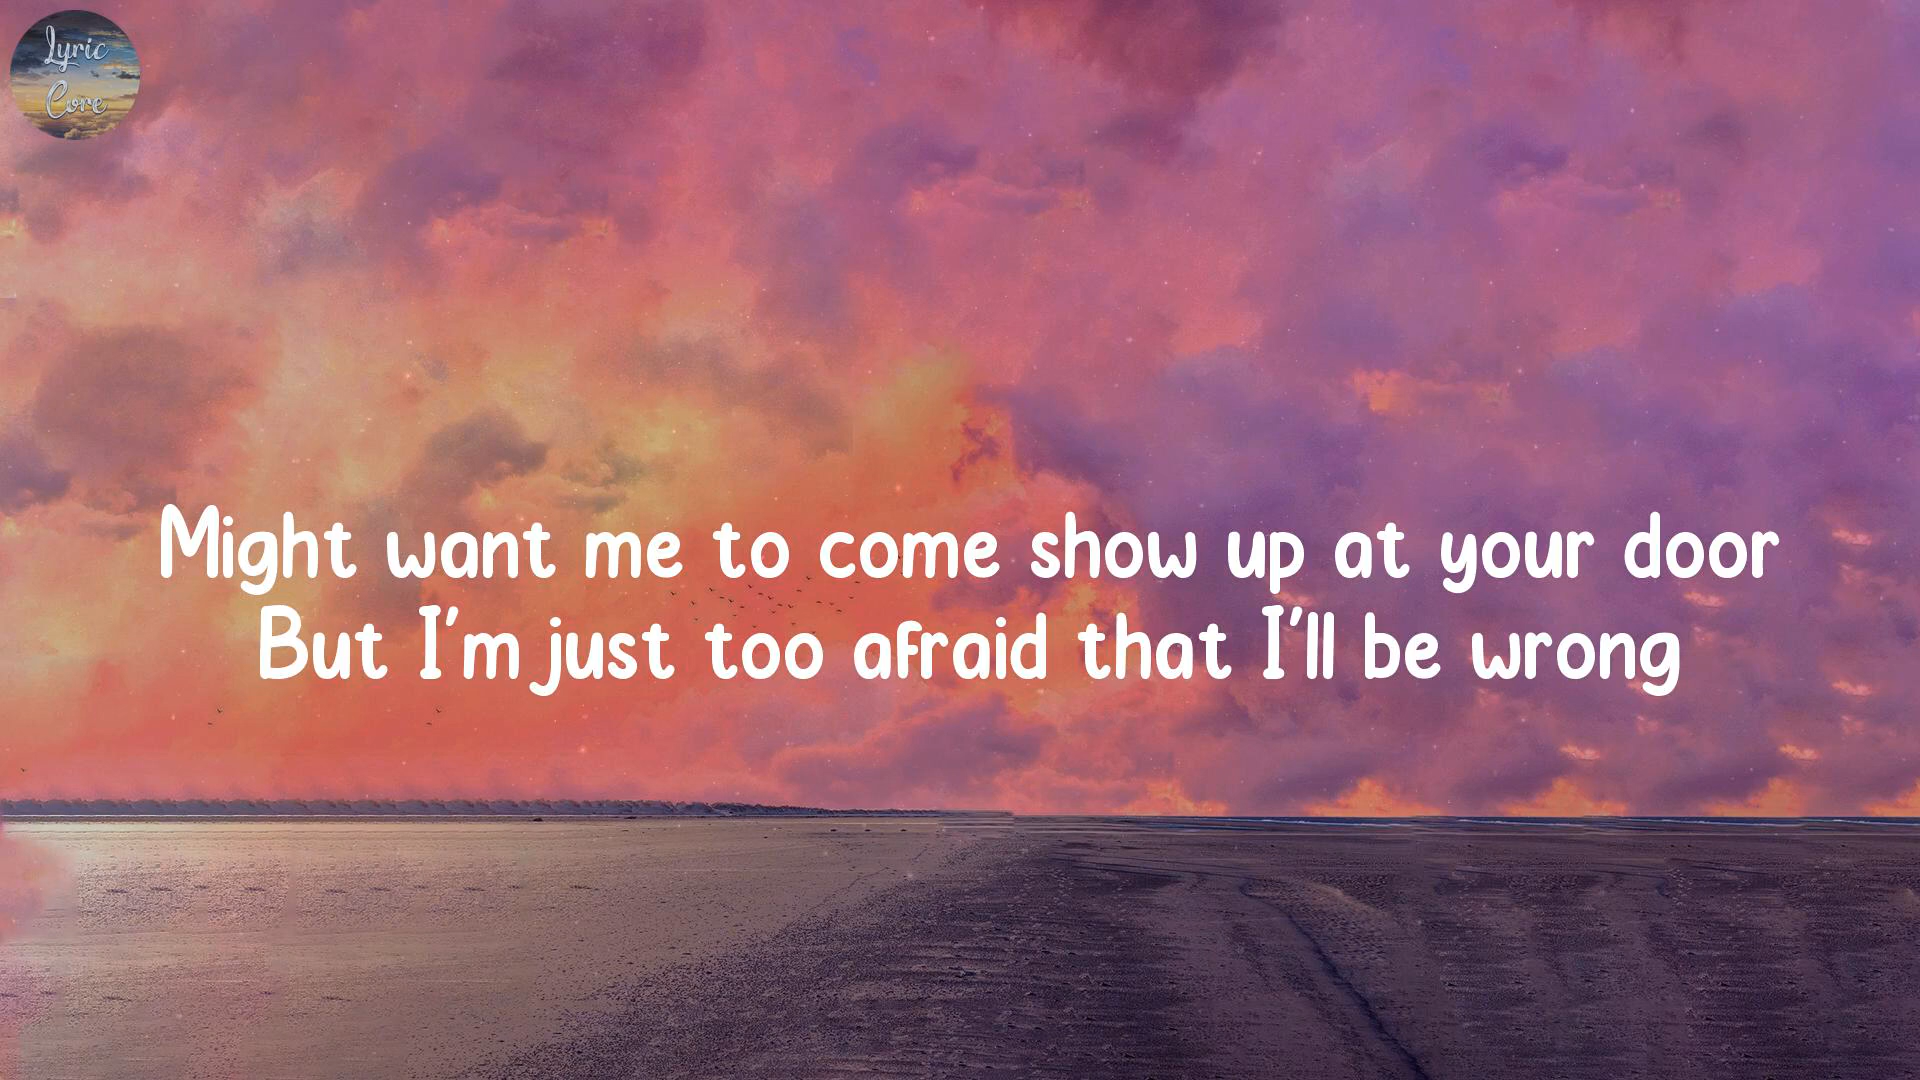 Lyric
Core
Might want me to come show up at your door
But I'm just too afraid that I'll be wrong